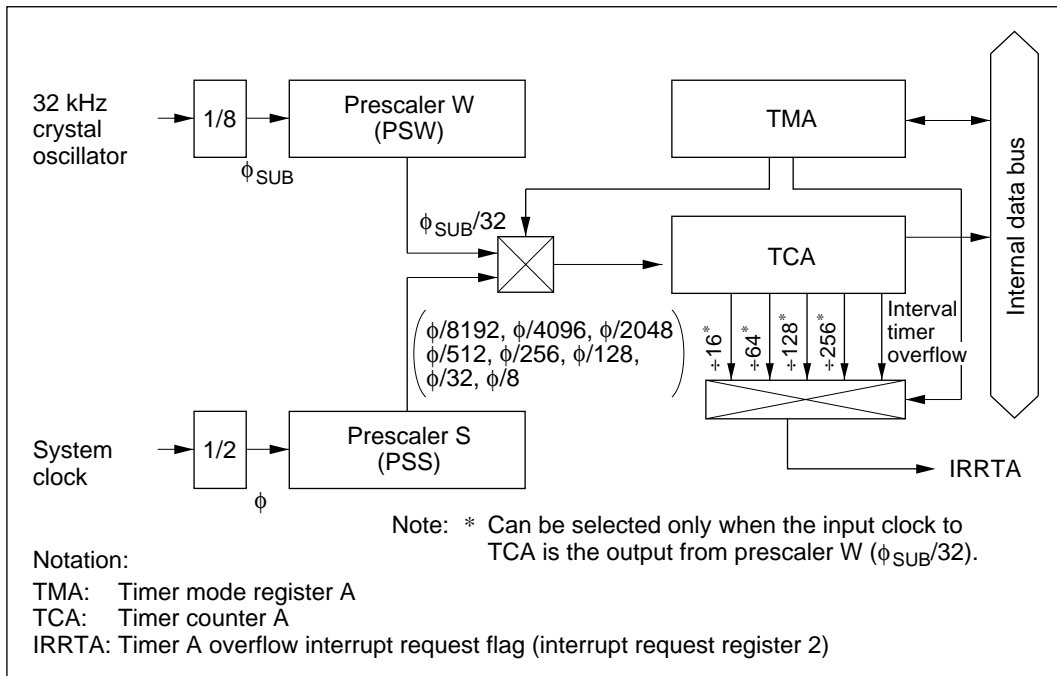 32 kHz
crystal
oscillator
1/8
ϕSUB
Prescaler W
(PSW)
TMA
Internal data bus
ϕSUB/32
TCA
ϕ/8192, ϕ/4096, ϕ/2048
ϕ/512, ϕ/256, ϕ/128,
ϕ/32, ϕ/8
÷16*
÷64*
÷128*
÷256*
Interval
timer
overflow
System
clock
1/2
ϕ
Prescaler S
(PSS)
IRRTA
Note: * Can be selected only when the input clock to
TCA is the output from prescaler W (ϕSUB/32).
Notation:
TMA: Timer mode register A
TCA: Timer counter A
IRRTA: Timer A overflow interrupt request flag (interrupt request register 2)